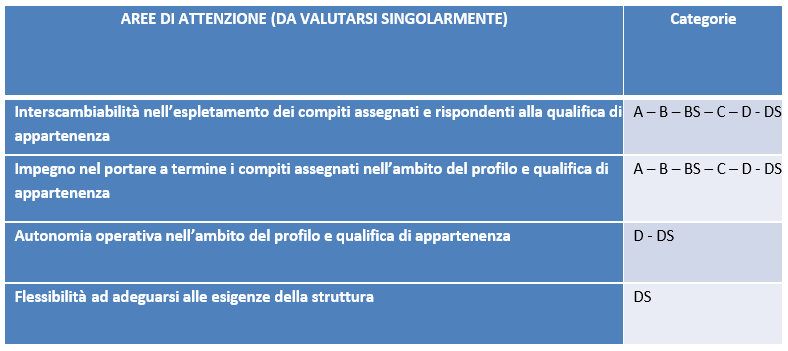 AREE DI ATTENZIONE (DA VALUTARSI SINGOLARMENTE)
Categorie
Interscambiabilità nell'espletamento dei compiti assegnati e rispondenti alla qualifica di
appartenenza
A – B – BS – C – D - DS
Impegno nel portare a termine i compiti assegnati nell'ambito del profilo e qualifica di
appartenenza
A – B – BS – C – D - DS
Autonomia operativa nell'ambito del profilo e qualifica di appartenenza
D - DS
Flessibilità ad adeguarsi alle esigenze della struttura
DS